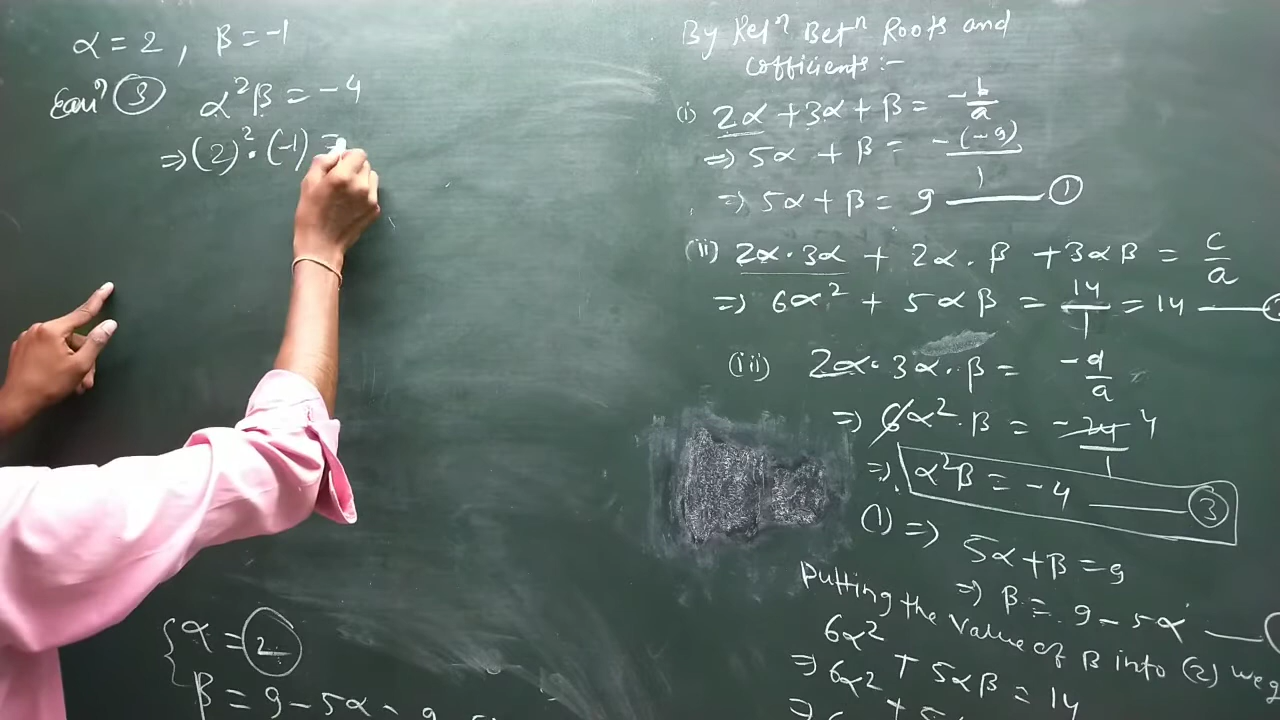 α = 2 , β = -1
Eqn ③ α²β = -4
⇒ (2)² · (-1) =
{ α = 2
β = 9 - 5α = 9
By Relⁿ Betⁿ Roots and
cofficients :-
(i) 2α + 3α + β = -b/a
⇒ 5α + β = -(-9)/1
⇒ 5α + β = 9 —— ①
(ii) 2α · 3α + 2α · β + 3αβ = c/a
⇒ 6α² + 5αβ = 14/1 = 14 ——
(iii) 2α · 3α · β = -d/a
⇒ 6α² · β = -24/1 4
⇒ α²β = -4 —— ③
(1) ⇒ 5α + β = 9
⇒ β = 9 - 5α ——
Putting the value of β into (2) we g
6α²
⇒ 6α² + 5αβ = 14
⇒